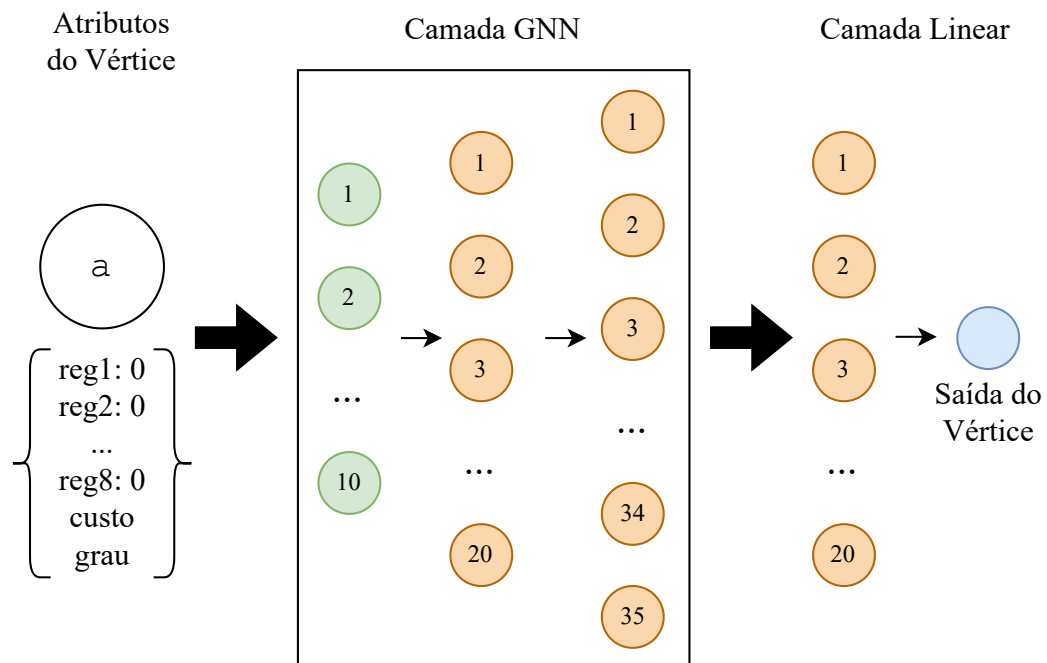 Atributos
do Vértice
Camada GNN
Camada Linear
a
reg1: 0
reg2: 0
...
reg8: 0
custo
grau
1
2
...
10
1
2
3
...
20
1
2
3
...
34
35
1
2
3
...
20
Saída do
Vértice